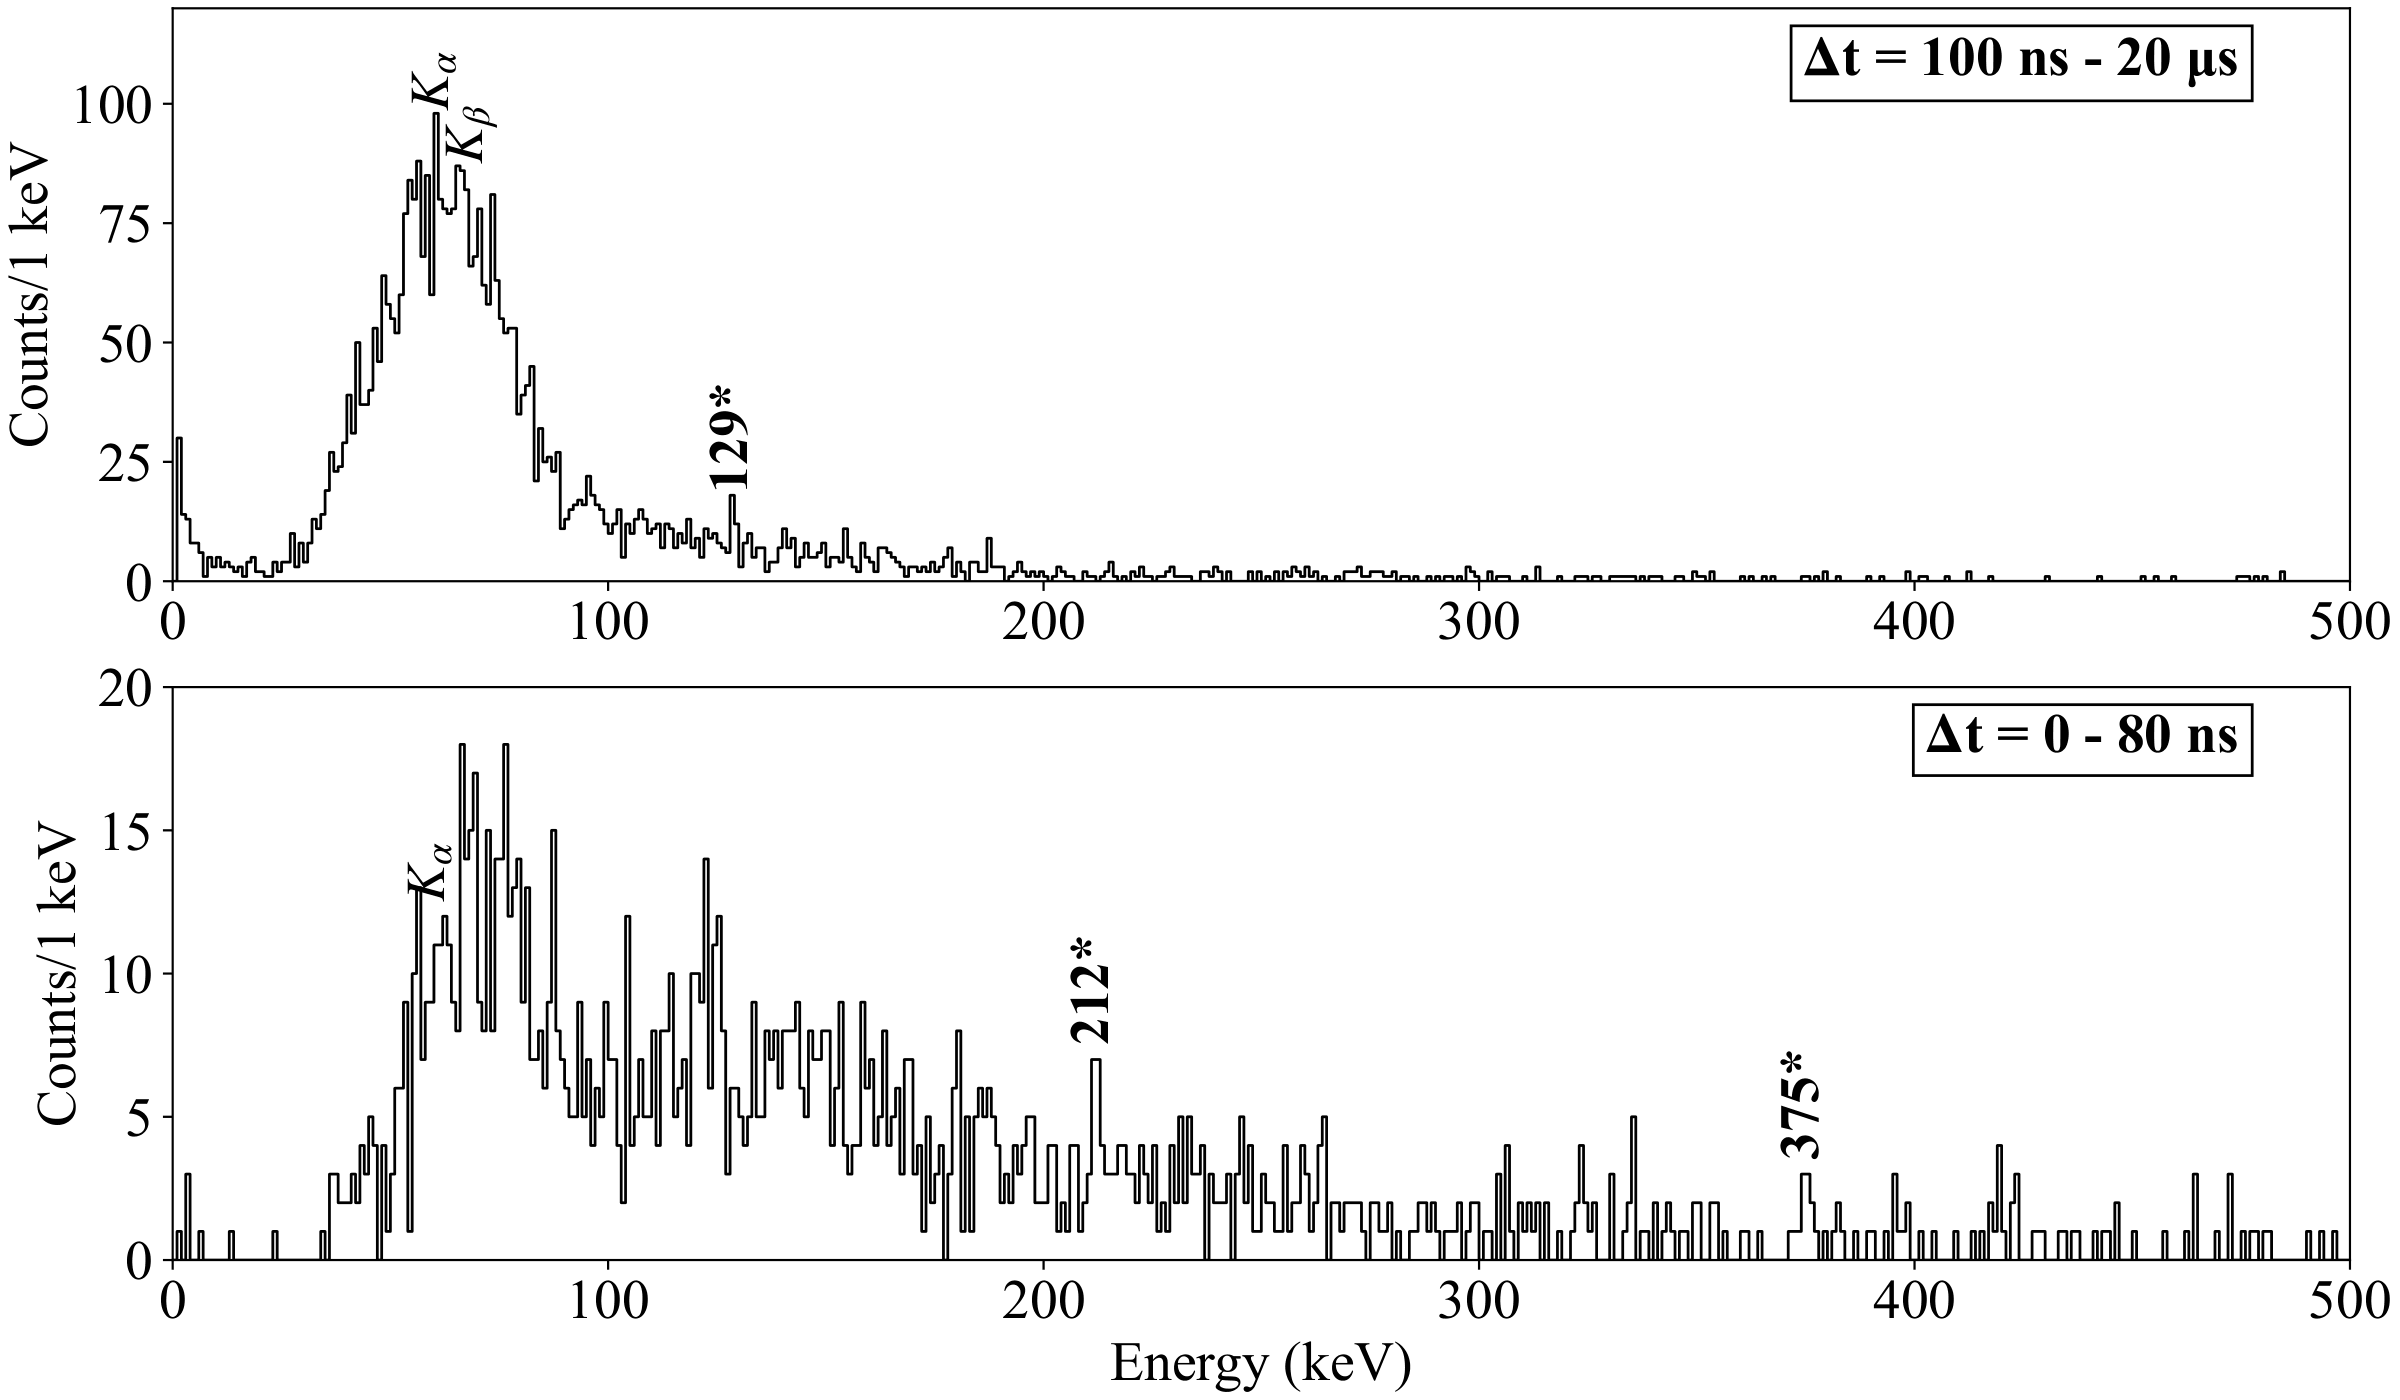 Δt = 100 ns - 20 μs
Kα
Kβ
129*
Counts/1 keV
100
75
50
25
0
0 100 200 300 400 500
Δt = 0 - 80 ns
Kα
212*
375*
Counts/1 keV
20
15
10
5
0
0 100 200 300 400 500
Energy (keV)